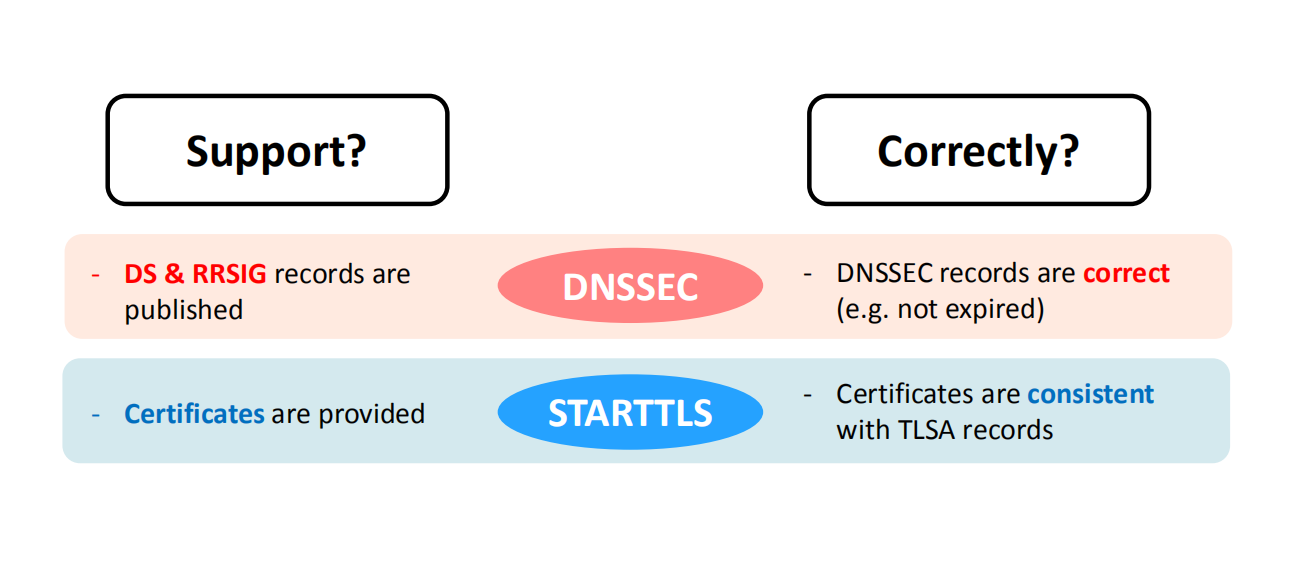 Support?
Correctly?
- DS & RRSIG records are
published
DNSSEC
- DNSSEC records are correct
(e.g. not expired)
- Certificates are provided
STARTTLS
- Certificates are consistent
with TLSA records